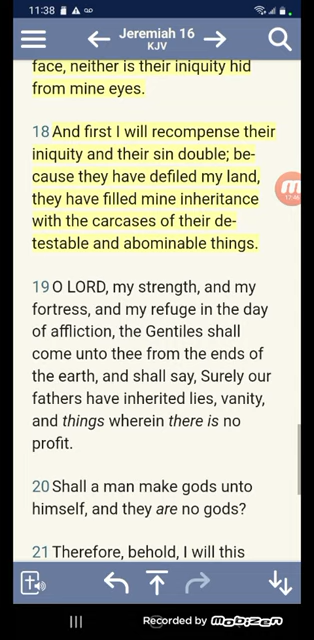 11:38
Jeremiah 16
KJV
face, neither is their iniquity hid
from mine eyes.
18 And first I will recompense their
iniquity and their sin double; be-
cause they have defiled my land,
they have filled mine inheritance
with the carcases of their de-
testable and abominable things.
19 O LORD, my strength, and my
fortress, and my refuge in the day
of affliction, the Gentiles shall
come unto thee from the ends of
the earth, and shall say, Surely our
fathers have inherited lies, vanity,
and things wherein there is no
profit.
20 Shall a man make gods unto
himself, and they are no gods?
21 Therefore, behold, I will this
Recorded by mobizen